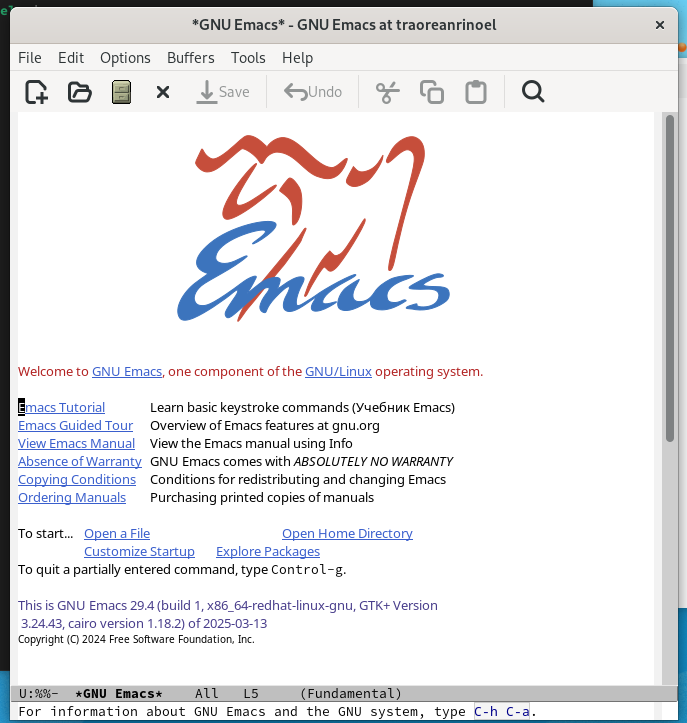 *GNU Emacs* - GNU Emacs at traoreanrinoel
File Edit Options Buffers Tools Help
Save Undo
Emacs
Welcome to GNU Emacs, one component of the GNU/Linux operating system.
Emacs Tutorial Learn basic keystroke commands (Учебник Emacs)
Emacs Guided Tour Overview of Emacs features at gnu.org
View Emacs Manual View the Emacs manual using Info
Absence of Warranty GNU Emacs comes with ABSOLUTELY NO WARRANTY
Copying Conditions Conditions for redistributing and changing Emacs
Ordering Manuals Purchasing printed copies of manuals
To start... Open a File Open Home Directory
Customize Startup Explore Packages
To quit a partially entered command, type Control-g.
This is GNU Emacs 29.4 (build 1, x86_64-redhat-linux-gnu, GTK+ Version
3.24.43, cairo version 1.18.2) of 2025-03-13
Copyright (C) 2024 Free Software Foundation, Inc.
U:%%- *GNU Emacs* All L5 (Fundamental)
For information about GNU Emacs and the GNU system, type C-h C-a.